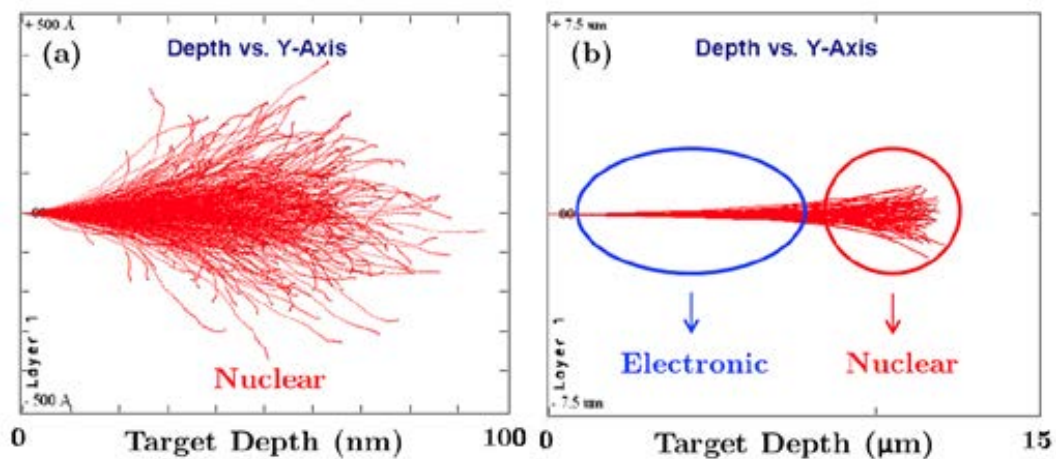 + 500 Å
(a)
Depth vs. Y-Axis
Layer 1
Nuclear
- 500 Å
0
Target Depth (nm)
100
+ 7.5 um
(b)
Depth vs. Y-Axis
Electronic
Nuclear
Layer 1
- 7.5 um
0
Target Depth (μm)
15